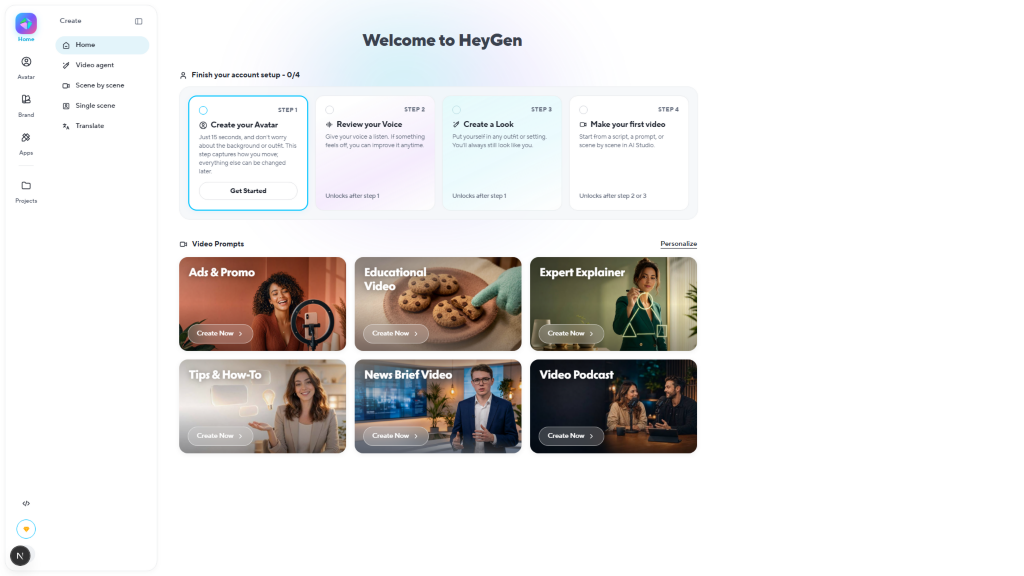 Create
Home
Home
Video agent
Scene by scene
Single scene
Translate
Avatar
Brand
Apps
Projects
N
Welcome to HeyGen
Finish your account setup - 0/4
STEP 1
Create your Avatar
Just 15 seconds, and don't worry
about the background or outfit. This
step captures how you move;
everything else can be changed
later.
Get Started
STEP 2
Review your Voice
Give your voice a listen. If something
feels off, you can improve it anytime.
Unlocks after step 1
STEP 3
Create a Look
Put yourself in any outfit or setting.
You'll always still look like you.
Unlocks after step 1
STEP 4
Make your first video
Start from a script, a prompt, or
scene by scene in AI Studio.
Unlocks after step 2 or 3
Video Prompts
Personalize
Ads & Promo
Create Now
Educational
Video
Create Now
Expert Explainer
Create Now
Tips & How-To
Create Now
News Brief Video
Create Now
Video Podcast
Create Now